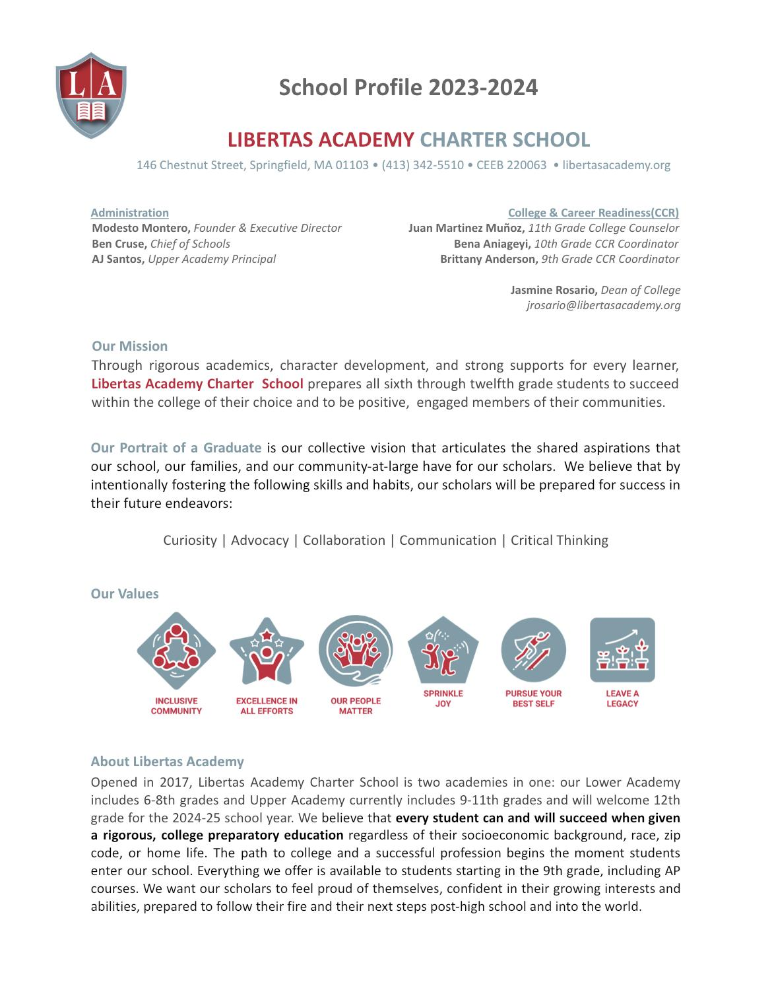 L A
School Profile 2023-2024
LIBERTAS ACADEMY CHARTER SCHOOL
146 Chestnut Street, Springfield, MA 01103 • (413) 342-5510 • CEEB 220063 • libertasacademy.org
Administration
Modesto Montero, Founder & Executive Director
Ben Cruse, Chief of Schools
AJ Santos, Upper Academy Principal
College & Career Readiness(CCR)
Juan Martinez Muñoz, 11th Grade College Counselor
Bena Aniageyi, 10th Grade CCR Coordinator
Brittany Anderson, 9th Grade CCR Coordinator
Jasmine Rosario, Dean of College
jrosario@libertasacademy.org
Our Mission
Through rigorous academics, character development, and strong supports for every learner,
Libertas Academy Charter School prepares all sixth through twelfth grade students to succeed
within the college of their choice and to be positive, engaged members of their communities.
Our Portrait of a Graduate is our collective vision that articulates the shared aspirations that
our school, our families, and our community-at-large have for our scholars. We believe that by
intentionally fostering the following skills and habits, our scholars will be prepared for success in
their future endeavors:
Curiosity | Advocacy | Collaboration | Communication | Critical Thinking
Our Values
INCLUSIVE
COMMUNITY
EXCELLENCE IN
ALL EFFORTS
OUR PEOPLE
MATTER
SPRINKLE
JOY
PURSUE YOUR
BEST SELF
LEAVE A
LEGACY
About Libertas Academy
Opened in 2017, Libertas Academy Charter School is two academies in one: our Lower Academy
includes 6-8th grades and Upper Academy currently includes 9-11th grades and will welcome 12th
grade for the 2024-25 school year. We believe that every student can and will succeed when given
a rigorous, college preparatory education regardless of their socioeconomic background, race, zip
code, or home life. The path to college and a successful profession begins the moment students
enter our school. Everything we offer is available to students starting in the 9th grade, including AP
courses. We want our scholars to feel proud of themselves, confident in their growing interests and
abilities, prepared to follow their fire and their next steps post-high school and into the world.